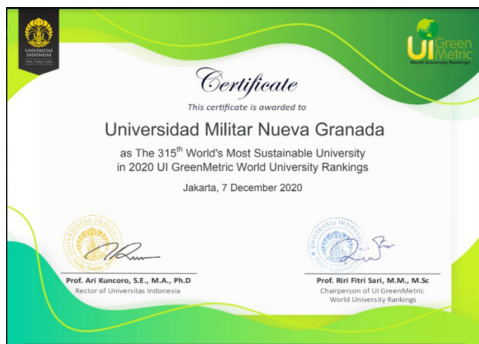 UNIVERSITAS
INDONESIA
UI Green
Metric
World University Rankings
Certificate
This certificate is awarded to
Universidad Militar Nueva Granada
as The 315th World's Most Sustainable University
in 2020 UI GreenMetric World University Rankings
Jakarta, 7 December 2020
Prof. Ari Kuncoro, S.E., M.A., Ph.D
Rector of Universitas Indonesia
Prof. Riri Fitri Sari, M.M., M.Sc
Chairperson of UI GreenMetric
World University Rankings